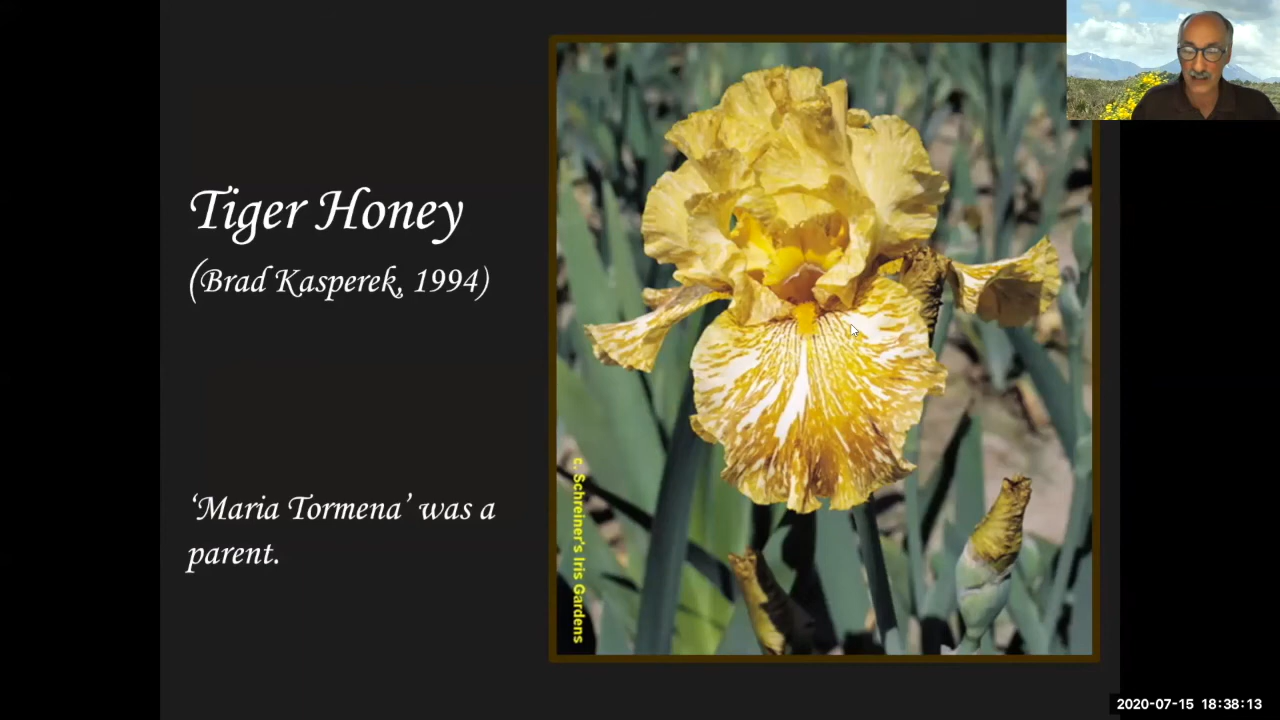 Tiger Honey
(Brad Kasperek, 1994)
‘Maria Tormena’ was a
parent.
c. Schreiner's Iris Gardens
2020-07-15 18:38:13